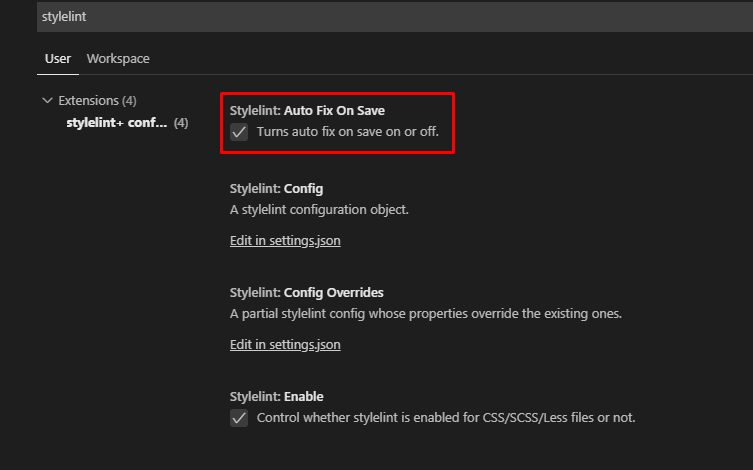 stylelint
User
Workspace
Extensions (4)
stylelint+ conf... (4)
Stylelint: Auto Fix On Save
Turns auto fix on save on or off.
Stylelint: Config
A stylelint configuration object.
Edit in settings.json
Stylelint: Config Overrides
A partial stylelint config whose properties override the existing ones.
Edit in settings.json
Stylelint: Enable
Control whether stylelint is enabled for CSS/SCSS/Less files or not.